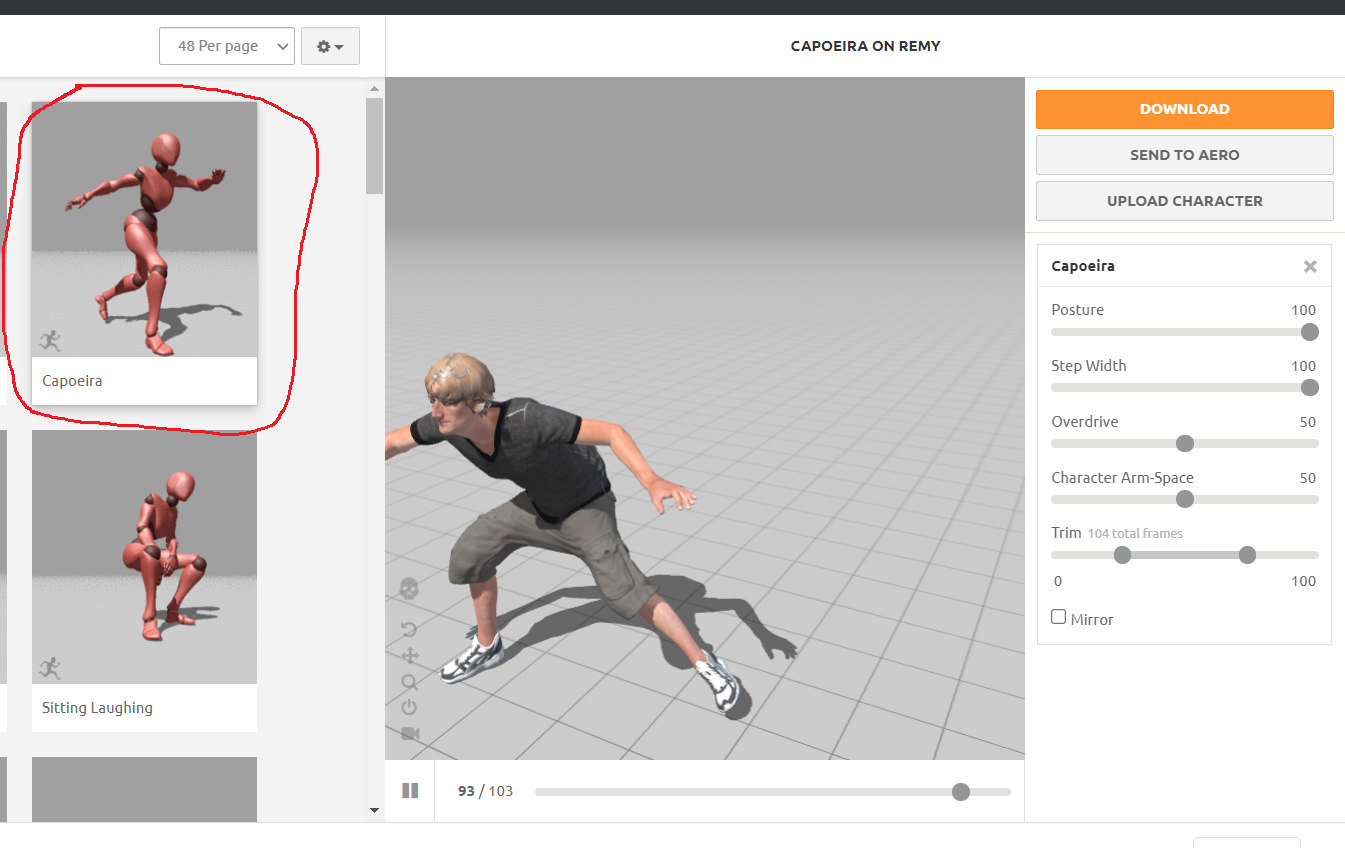 48 Per page
CAPOEIRA ON REMY
Capoeira
Sitting Laughing
93 / 103
DOWNLOAD
SEND TO AERO
UPLOAD CHARACTER
Capoeira
Posture 100
Step Width 100
Overdrive 50
Character Arm-Space 50
Trim 104 total frames
0 100
Mirror